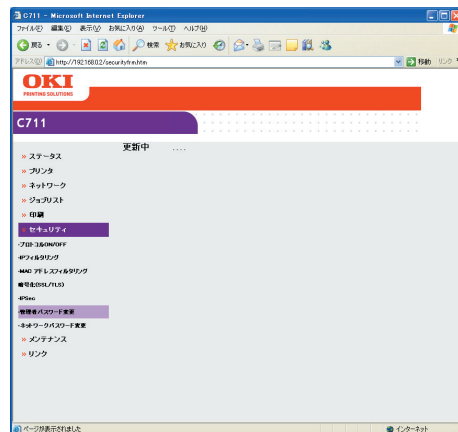 C711 - Microsoft Internet Explorer
ファイル(F) 編集(E) 表示(V) お気に入り(A) ツール(T) ヘルプ(H)
戻る 検索 お気に入り
アドレス(D) http://192.168.0.2/securityfrm.htm 移動 リンク
OKI
PRINTING SOLUTIONS
C711
更新中 ....
» ステータス
» プリンタ
» ネットワーク
» ジョブリスト
» 印刷
» セキュリティ
-プロトコルON/OFF
-IPフィルタリング
-MAC アドレスフィルタリング
暗号化(SSL/TLS)
-IPSec
-管理者パスワード変更
-ネットワークパスワード変更
» メンテナンス
» リンク
ページが表示されました インターネット